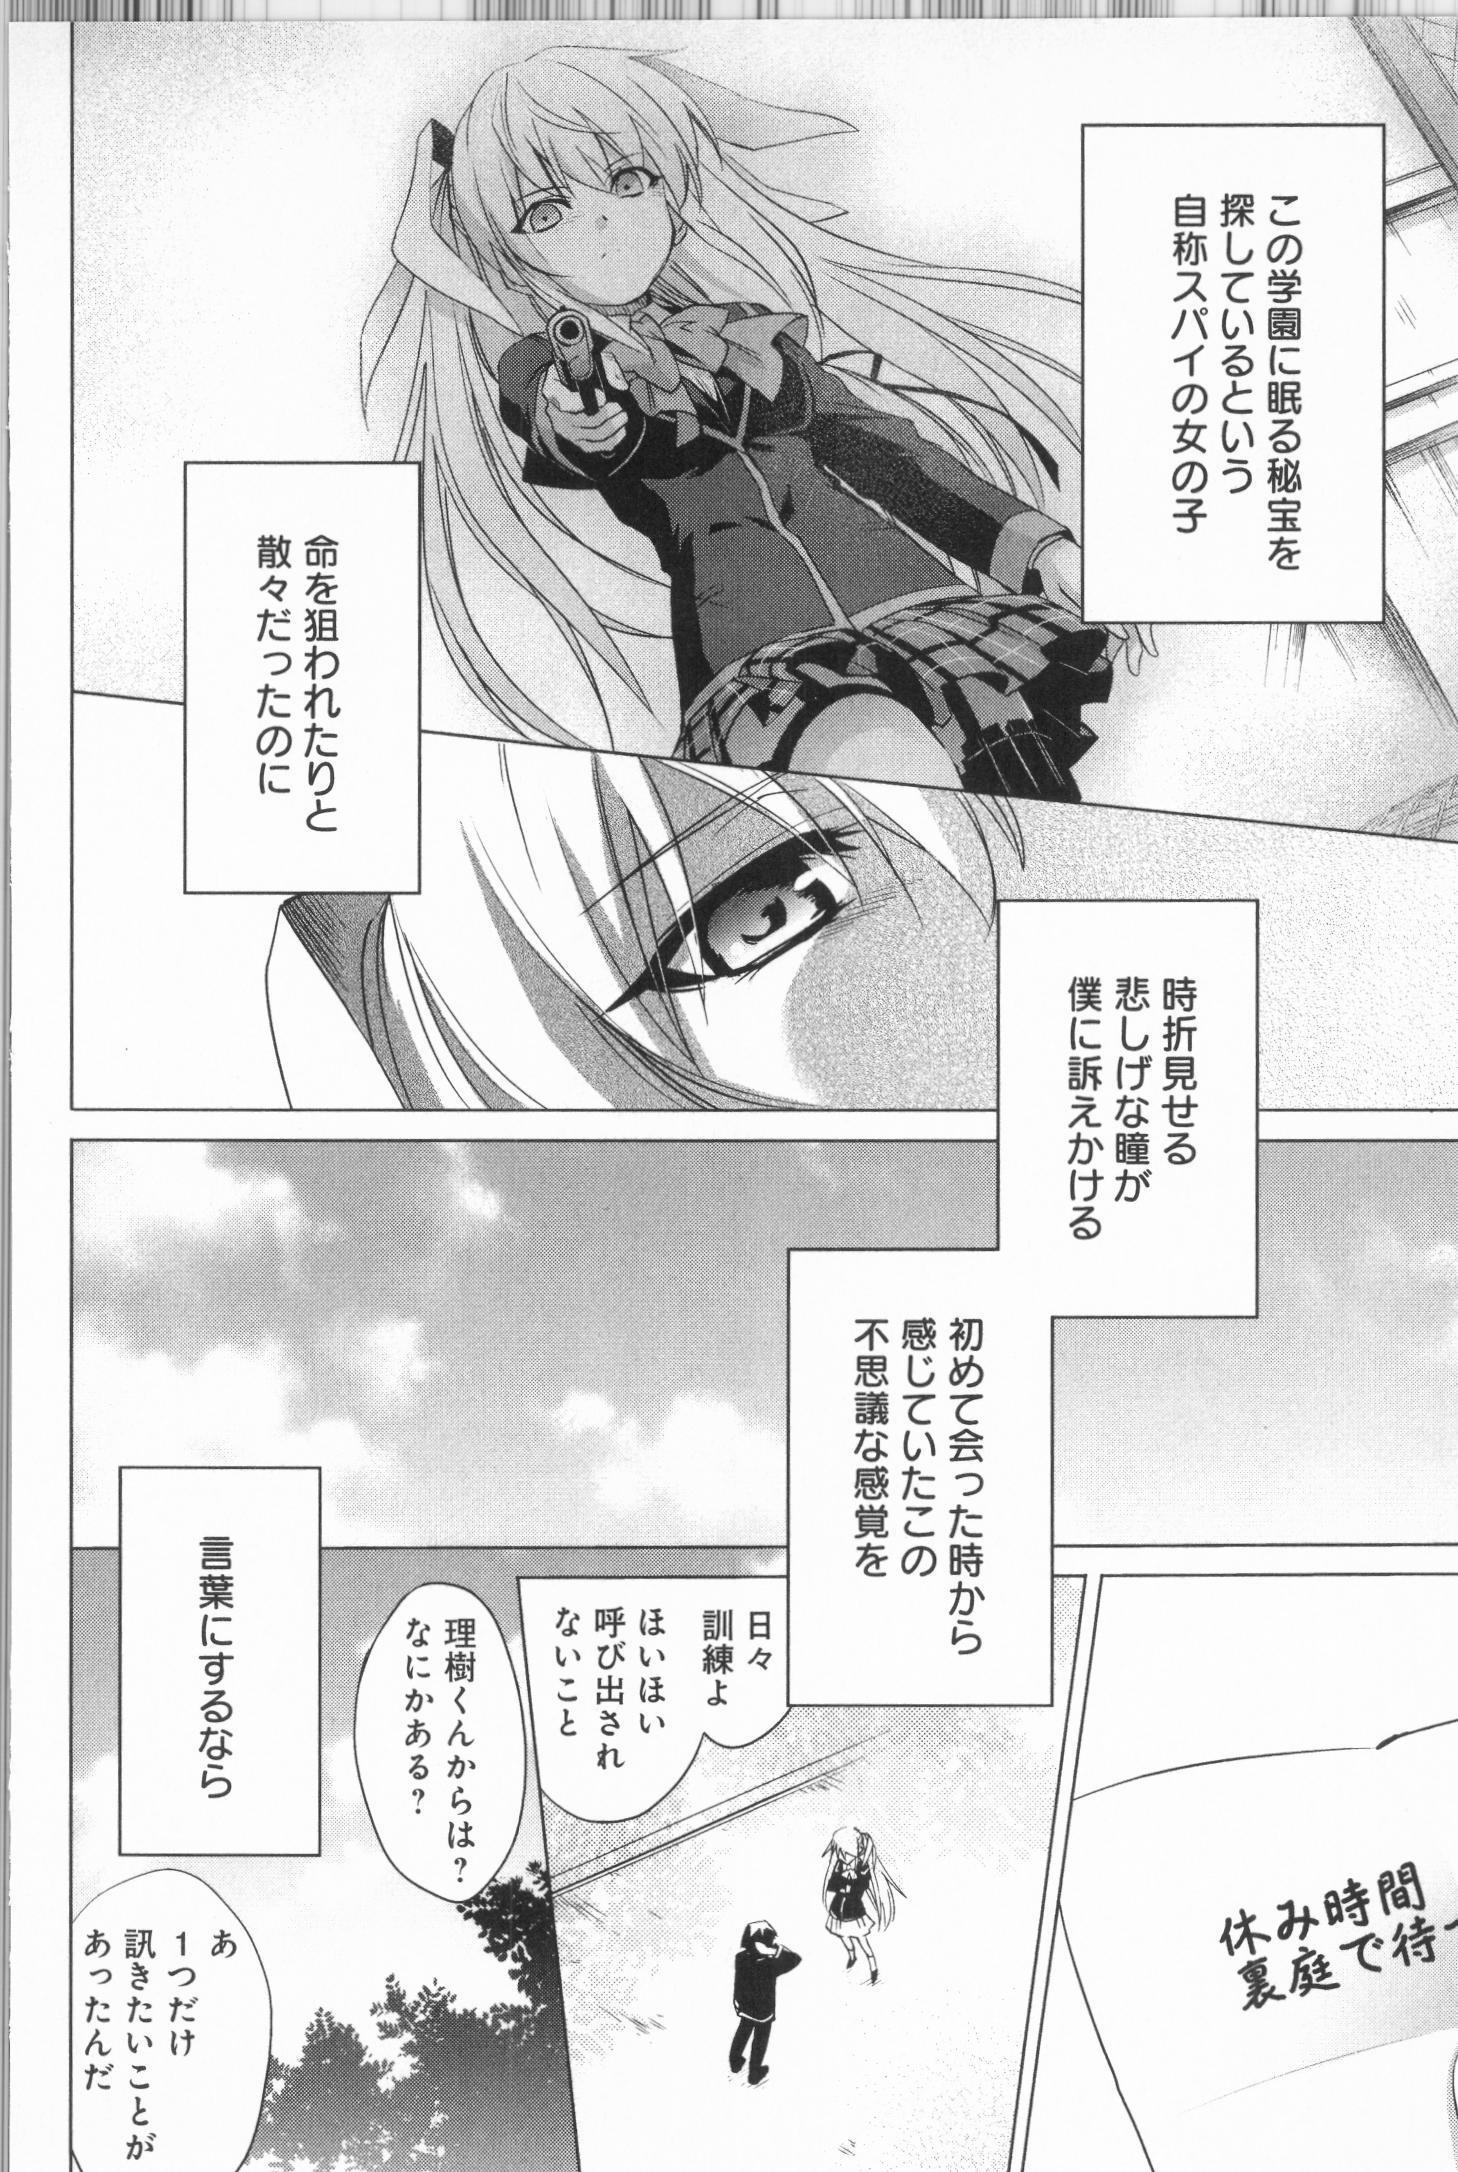 この学園に眠る秘宝を
探しているという
自称スパイの女の子
命を狙われたりと
散々だったのに
時折見せる
悲しげな瞳が
僕に訴えかける
初めて会った時から
感じていたこの
不思議な感覚を
言葉にするなら
休み時間
裏庭で待
日々
訓練よ
ほいほい
呼び出され
ないこと
理樹くんからは?
なにかある?
あ
1つだけ
訊きたいことが
あったんだ